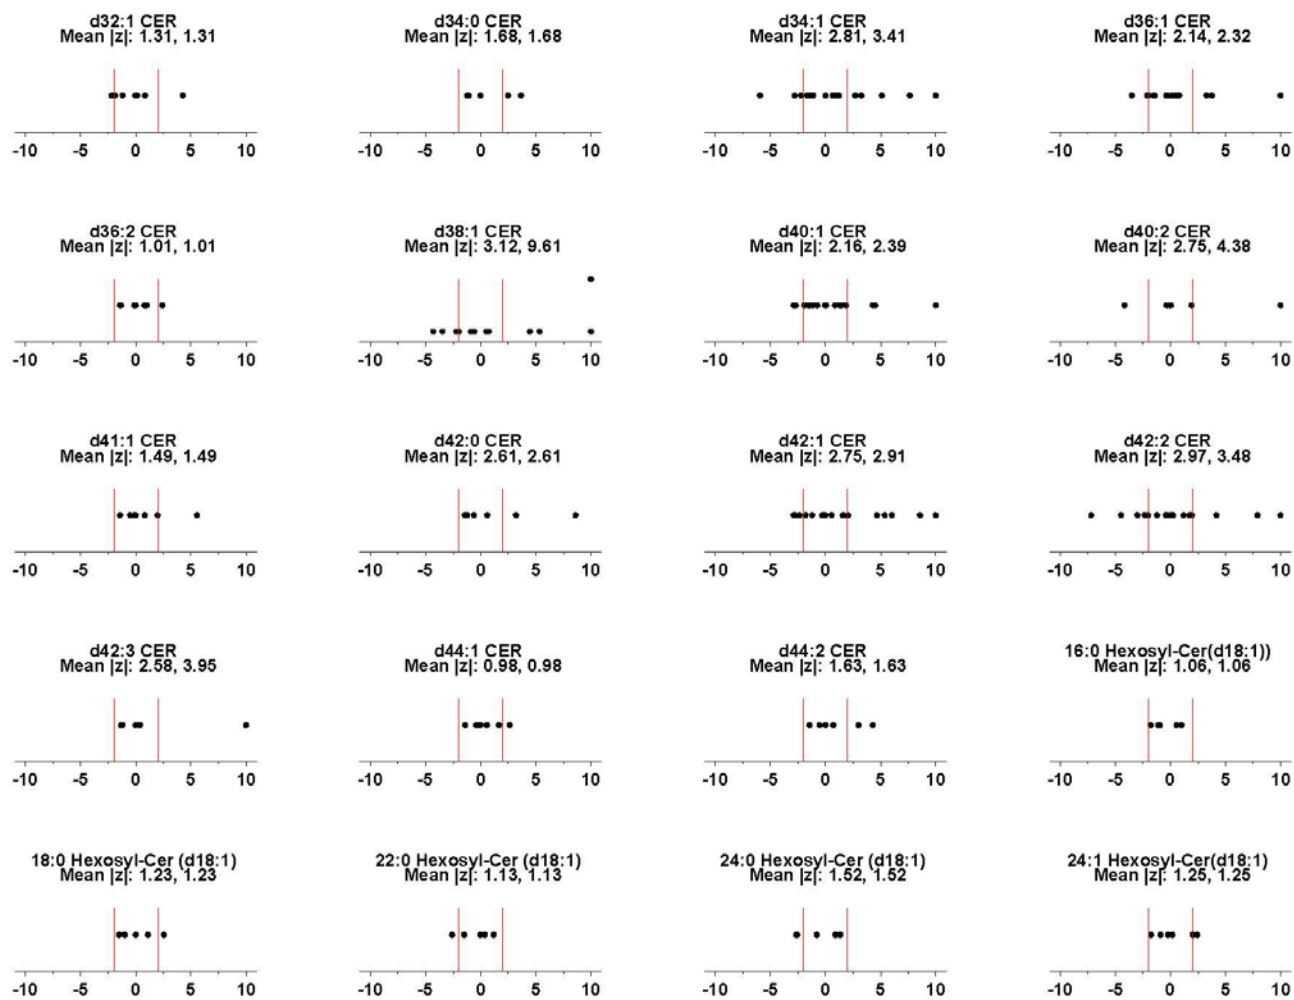 d32:1 CER
Mean |z|: 1.31, 1.31
d34:0 CER
Mean |z|: 1.68, 1.68
d34:1 CER
Mean |z|: 2.81, 3.41
d36:1 CER
Mean |z|: 2.14, 2.32
-10 -5 0 5 10
-10 -5 0 5 10
-10 -5 0 5 10
-10 -5 0 5 10
d36:2 CER
Mean |z|: 1.01, 1.01
d38:1 CER
Mean |z|: 3.12, 9.61
d40:1 CER
Mean |z|: 2.16, 2.39
d40:2 CER
Mean |z|: 2.75, 4.38
-10 -5 0 5 10
-10 -5 0 5 10
-10 -5 0 5 10
-10 -5 0 5 10
d41:1 CER
Mean |z|: 1.49, 1.49
d42:0 CER
Mean |z|: 2.61, 2.61
d42:1 CER
Mean |z|: 2.75, 2.91
d42:2 CER
Mean |z|: 2.97, 3.48
-10 -5 0 5 10
-10 -5 0 5 10
-10 -5 0 5 10
-10 -5 0 5 10
d42:3 CER
Mean |z|: 2.58, 3.95
d44:1 CER
Mean |z|: 0.98, 0.98
d44:2 CER
Mean |z|: 1.63, 1.63
16:0 Hexosyl-Cer(d18:1))
Mean |z|: 1.06, 1.06
-10 -5 0 5 10
-10 -5 0 5 10
-10 -5 0 5 10
-10 -5 0 5 10
18:0 Hexosyl-Cer (d18:1)
Mean |z|: 1.23, 1.23
22:0 Hexosyl-Cer (d18:1)
Mean |z|: 1.13, 1.13
24:0 Hexosyl-Cer (d18:1)
Mean |z|: 1.52, 1.52
24:1 Hexosyl-Cer(d18:1)
Mean |z|: 1.25, 1.25
-10 -5 0 5 10
-10 -5 0 5 10
-10 -5 0 5 10
-10 -5 0 5 10